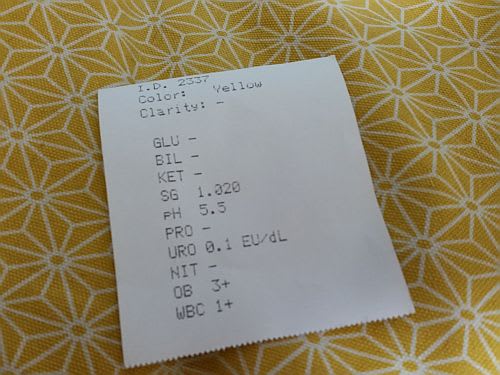 I.D. 2337
Color: Yellow
Clarity: -
GLU -
BIL -
KET -
SG 1.020
pH 5.5
PRO -
URO 0.1 EU/dL
NIT -
OB 3+
WBC 1+